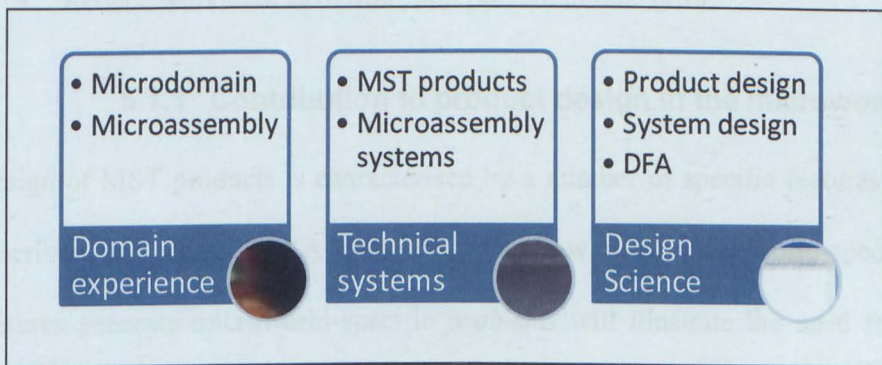 • Microdomain
• Microassembly
Domain
experience
• MST products
• Microassembly
systems
Technical
systems
• Product design
• System design
• DFA
Design
Science